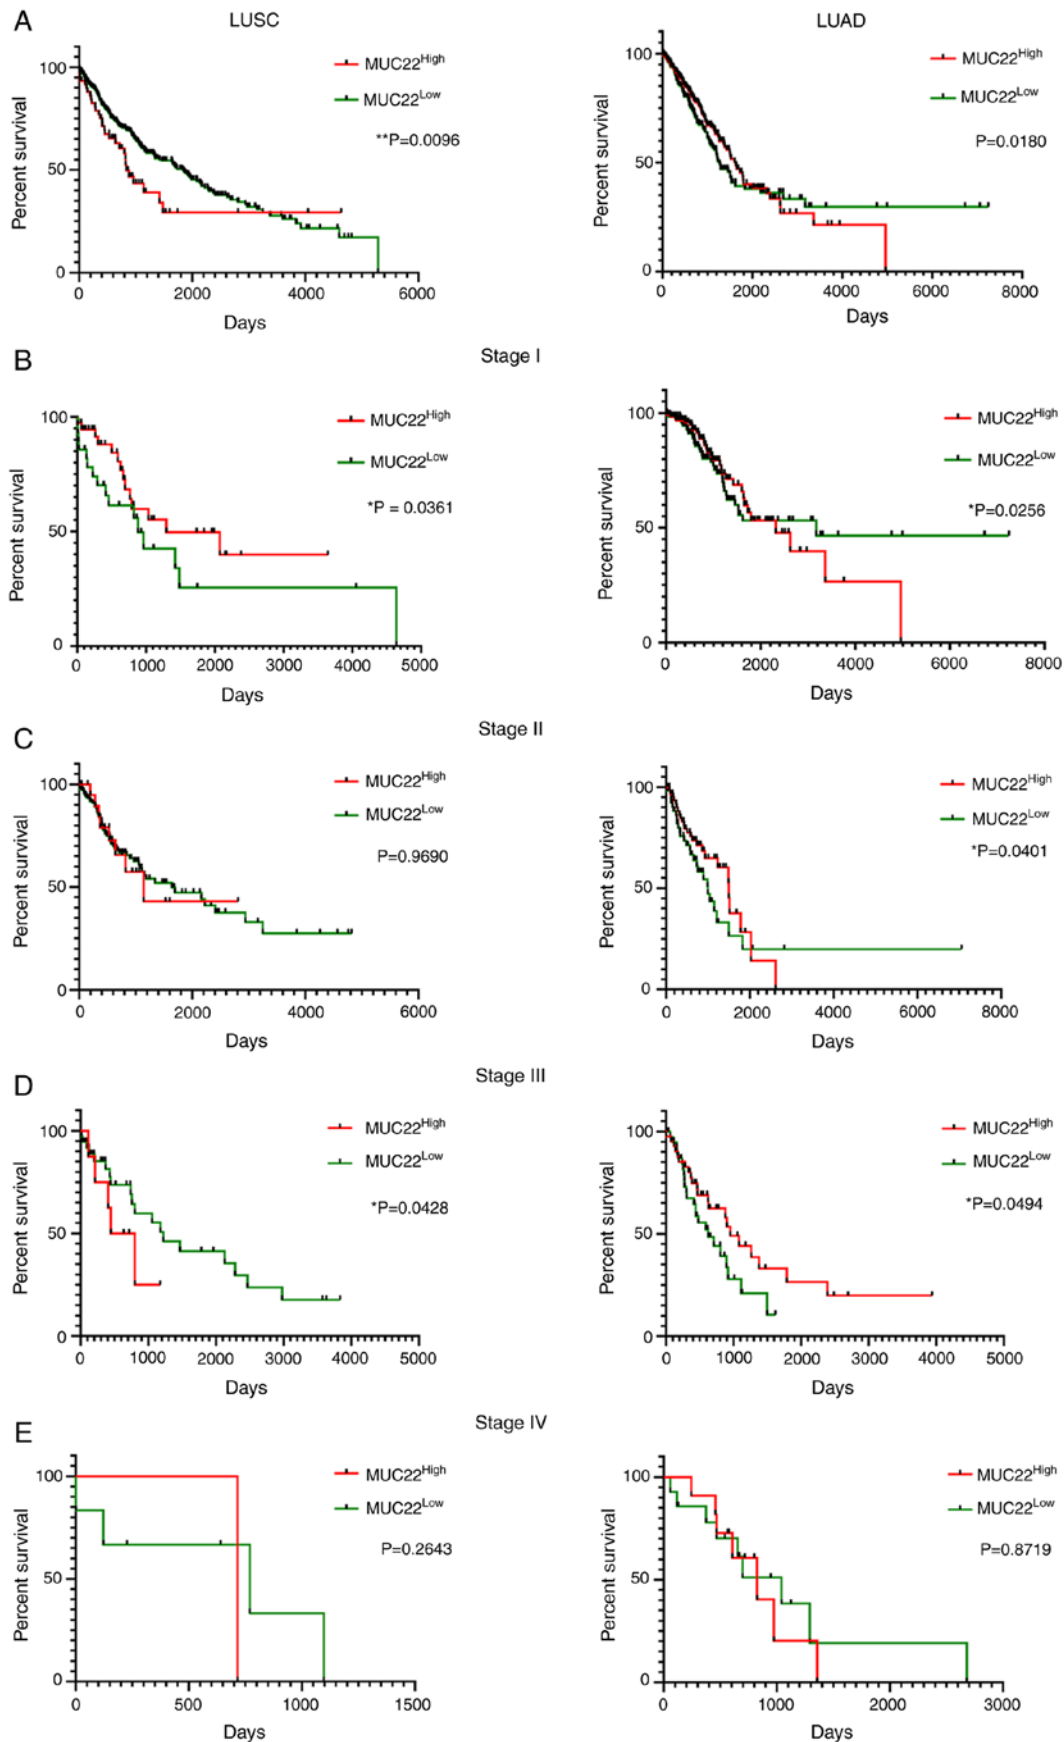 A
LUSC
LUAD
MUC22High
MUC22Low
**P=0.0096
Percent survival
100
50
0
0 2000 4000 6000
Days
MUC22High
MUC22Low
P=0.0180
Percent survival
100
50
0
0 2000 4000 6000 8000
Days
B
Stage I
MUC22High
MUC22Low
*P = 0.0361
Percent survival
100
50
0
0 1000 2000 3000 4000 5000
Days
MUC22High
MUC22Low
*P=0.0256
Percent survival
100
50
0
0 2000 4000 6000 8000
Days
C
Stage II
MUC22High
MUC22Low
P=0.9690
Percent survival
100
50
0
0 2000 4000 6000
Days
MUC22High
MUC22Low
*P=0.0401
Percent survival
100
50
0
0 2000 4000 6000 8000
Days
D
Stage III
MUC22High
MUC22Low
*P=0.0428
Percent survival
100
50
0
0 1000 2000 3000 4000 5000
Days
MUC22High
MUC22Low
*P=0.0494
Percent survival
100
50
0
0 1000 2000 3000 4000 5000
Days
E
Stage IV
MUC22High
MUC22Low
P=0.2643
Percent survival
100
50
0
0 500 1000 1500
Days
MUC22High
MUC22Low
P=0.8719
Percent survival
100
50
0
0 1000 2000 3000
Days